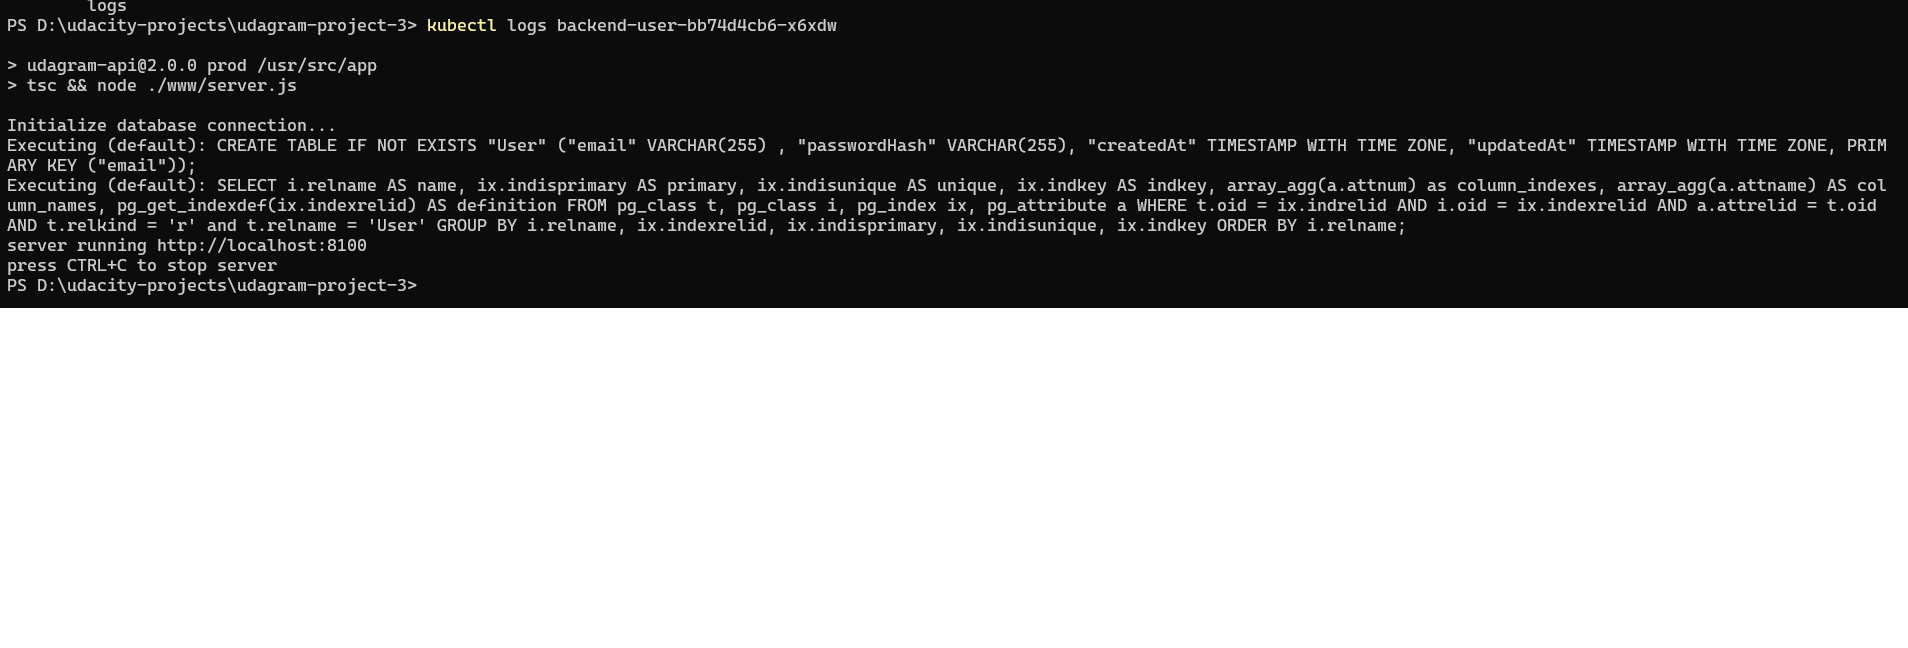 logs
PS D:\udacity-projects\udagram-project-3> kubectl logs backend-user-bb74d4cb6-x6xdw
> udagram-api@2.0.0 prod /usr/src/app
> tsc && node ./www/server.js
Initialize database connection...
Executing (default): CREATE TABLE IF NOT EXISTS "User" ("email" VARCHAR(255) , "passwordHash" VARCHAR(255), "createdAt" TIMESTAMP WITH TIME ZONE, "updatedAt" TIMESTAMP WITH TIME ZONE, PRIM
ARY KEY ("email"));
Executing (default): SELECT i.relname AS name, ix.indisprimary AS primary, ix.indisunique AS unique, ix.indkey AS indkey, array_agg(a.attnum) as column_indexes, array_agg(a.attname) AS col
umn_names, pg_get_indexdef(ix.indexrelid) AS definition FROM pg_class t, pg_class i, pg_index ix, pg_attribute a WHERE t.oid = ix.indrelid AND i.oid = ix.indexrelid AND a.attrelid = t.oid
AND t.relkind = 'r' and t.relname = 'User' GROUP BY i.relname, ix.indexrelid, ix.indisprimary, ix.indisunique, ix.indkey ORDER BY i.relname;
server running http://localhost:8100
press CTRL+C to stop server
PS D:\udacity-projects\udagram-project-3>